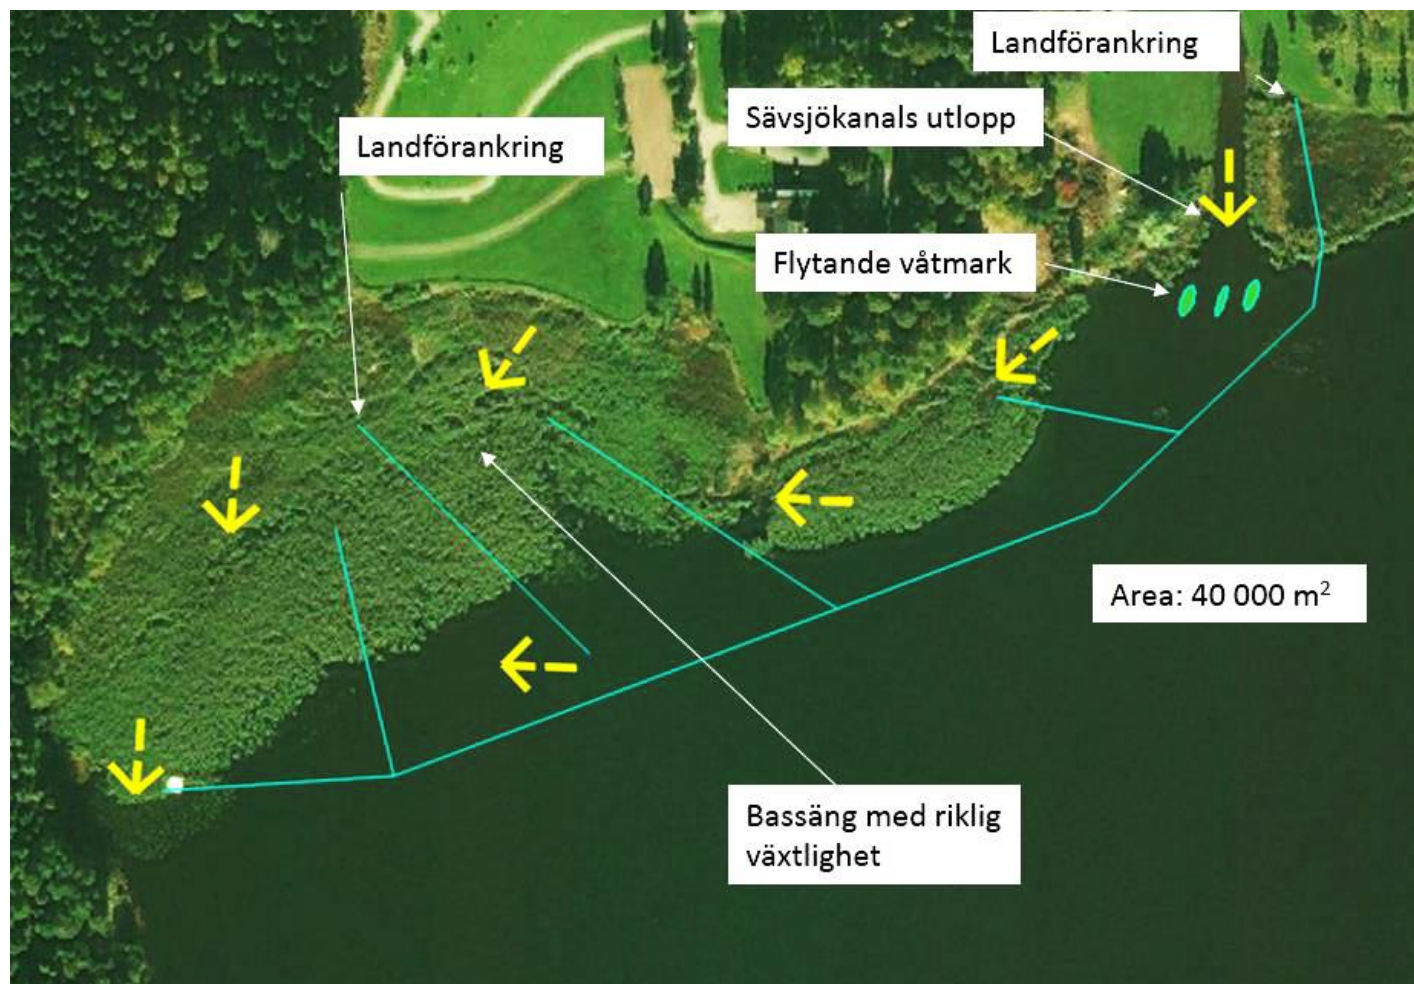 Landförankring
Sävsjökanals utlopp
Landförankring
Flytande våtmark
Area: 40 000 m²
Bassäng med riklig
växtlighet